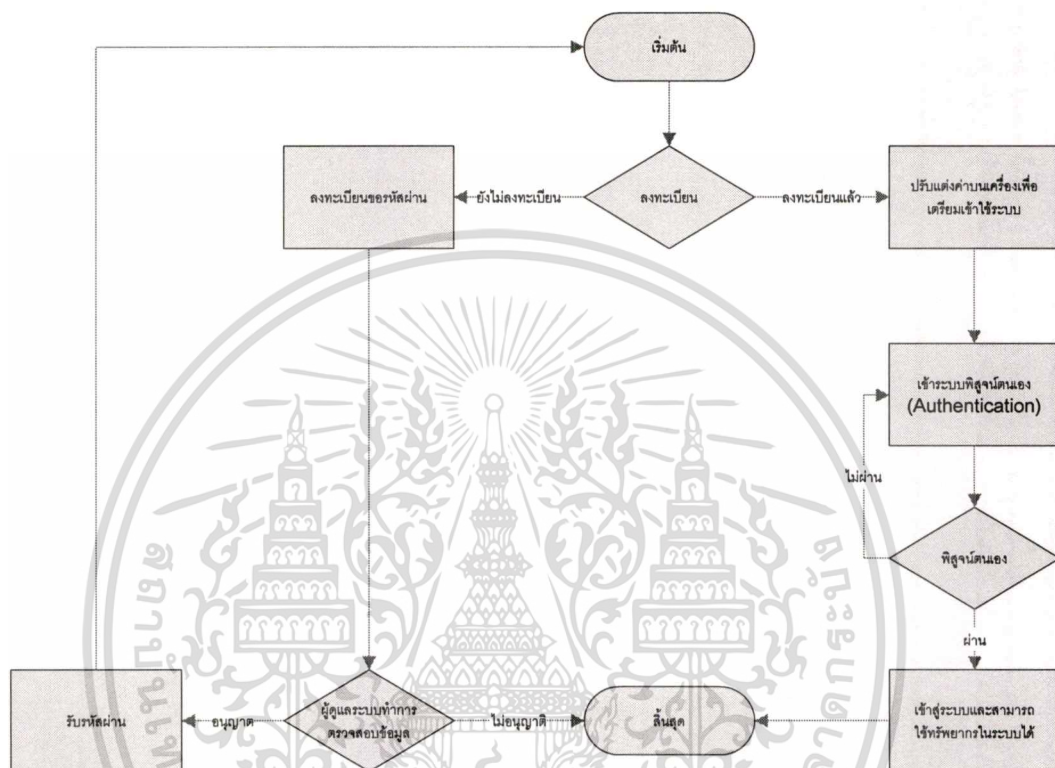 เริ่มต้น
ลงทะเบียนขอรหัสผ่าน
ยังไม่ลงทะเบียน
ลงทะเบียน
ลงทะเบียนแล้ว
ปรับแต่งค่าบนเครื่องเพื่อ
เตรียมเข้าใช้ระบบ
เข้าระบบพิสูจน์ตนเอง
(Authentication)
ไม่ผ่าน
พิสูจน์ตนเอง
ผ่าน
รับรหัสผ่าน
อนุญาต
ผู้ดูแลระบบทำการ
ตรวจสอบข้อมูล
ไม่อนุญาติ
สิ้นสุด
เข้าสู่ระบบและสามารถ
ใช้ทรัพยากรในระบบได้